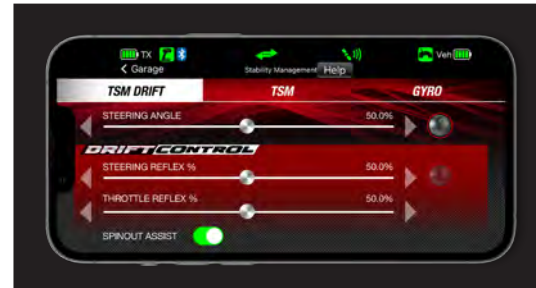 TX
Veh
< Garage
Stability Management Help
TSM DRIFT TSM GYRO
STEERING ANGLE 50.0%
DRIFT CONTROL
STEERING REFLEX % 50.0%
THROTTLE REFLEX % 50.0%
SPINOUT ASSIST